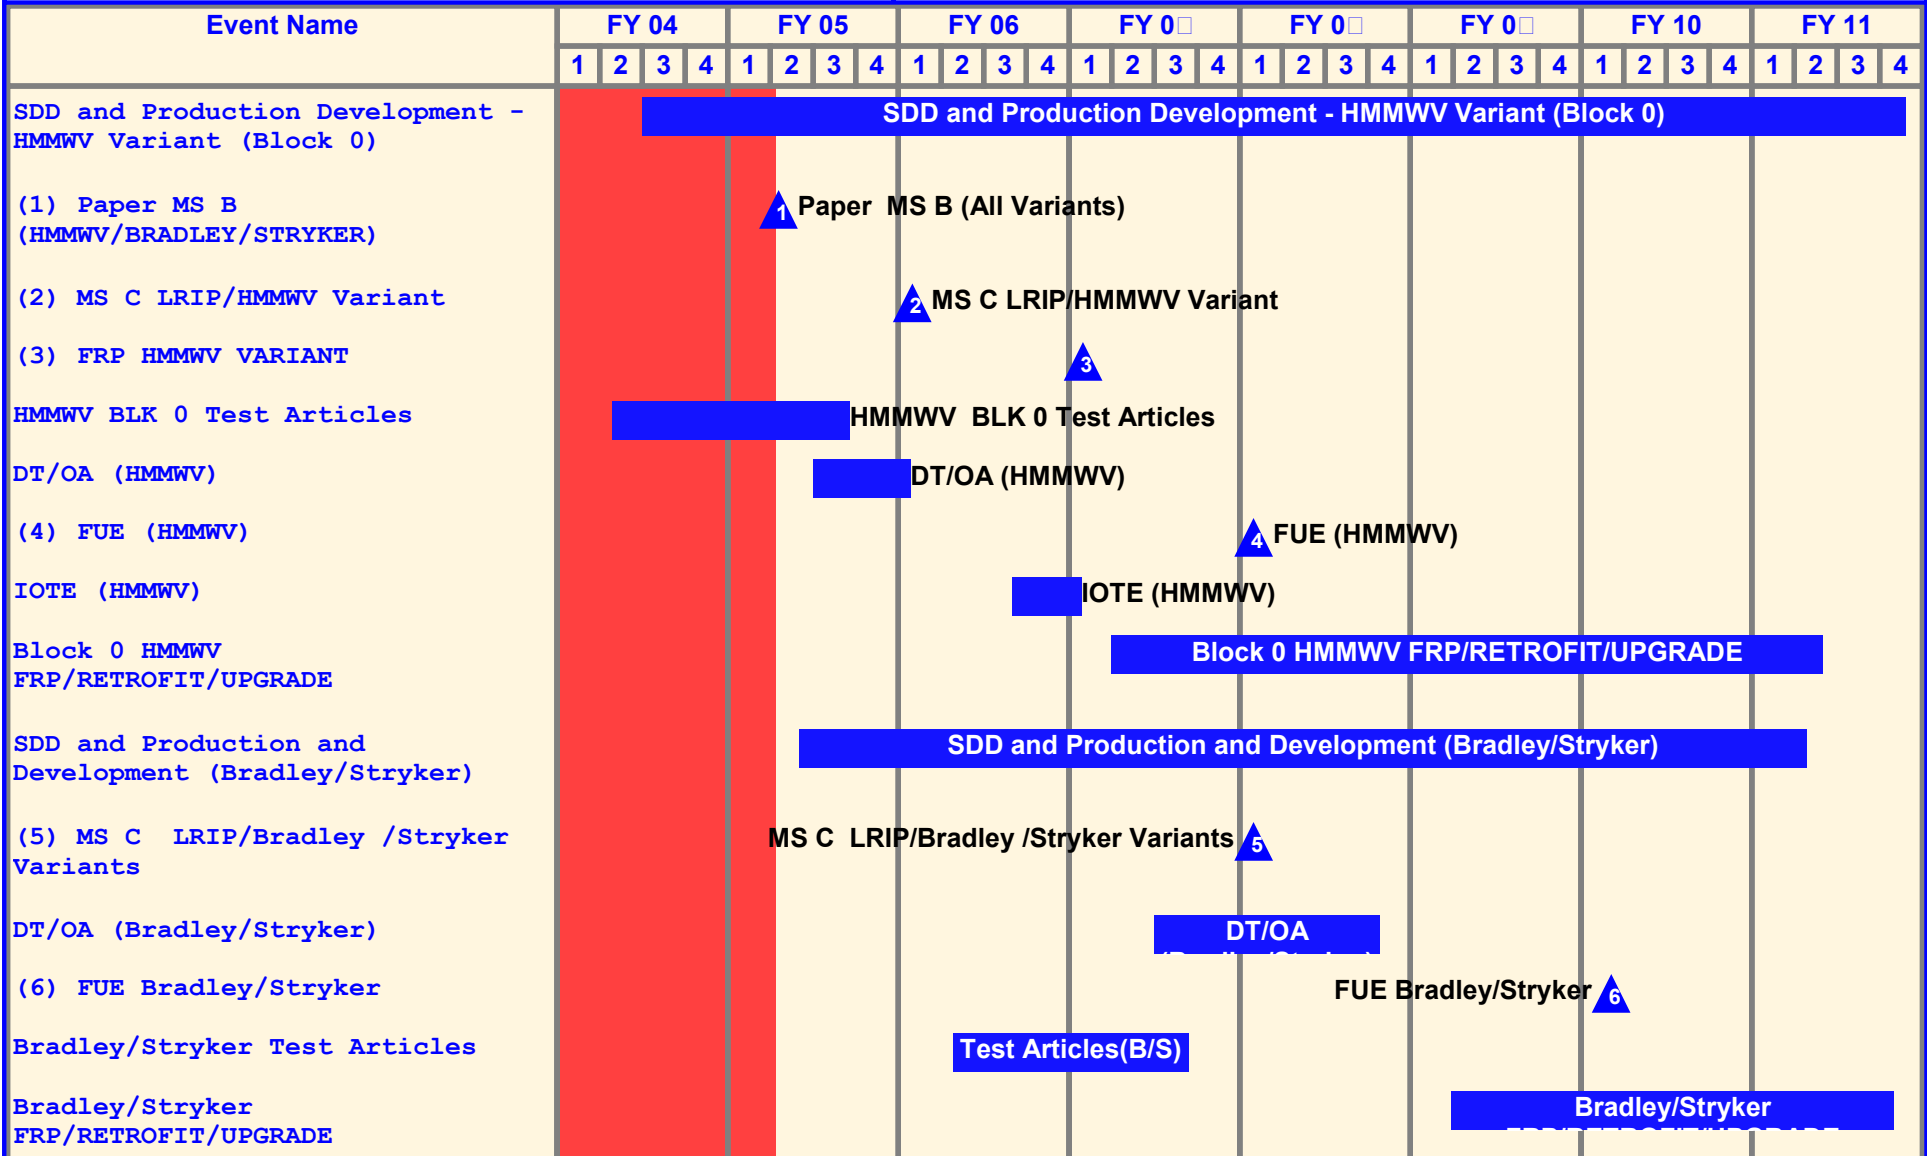 Event Name FY 04 FY 05 FY 06 FY 0 FY 0 FY 0 FY 10 FY 11
1 2 3 4 1 2 3 4 1 2 3 4 1 2 3 4 1 2 3 4 1 2 3 4 1 2 3 4 1 2 3 4
SDD and Production Development -
HMMWV Variant (Block 0)
SDD and Production Development - HMMWV Variant (Block 0)
(1) Paper MS B
(HMMWV/BRADLEY/STRYKER)
1 Paper MS B (All Variants)
(2) MS C LRIP/HMMWV Variant
2 MS C LRIP/HMMWV Variant
(3) FRP HMMWV VARIANT
3
HMMWV BLK 0 Test Articles
HMMWV BLK 0 Test Articles
DT/OA (HMMWV)
DT/OA (HMMWV)
(4) FUE (HMMWV)
4 FUE (HMMWV)
IOTE (HMMWV)
IOTE (HMMWV)
Block 0 HMMWV
FRP/RETROFIT/UPGRADE
Block 0 HMMWV FRP/RETROFIT/UPGRADE
SDD and Production and
Development (Bradley/Stryker)
SDD and Production and Development (Bradley/Stryker)
(5) MS C LRIP/Bradley /Stryker
Variants
MS C LRIP/Bradley /Stryker Variants 5
DT/OA (Bradley/Stryker)
DT/OA
(6) FUE Bradley/Stryker
FUE Bradley/Stryker 6
Bradley/Stryker Test Articles
Test Articles(B/S)
Bradley/Stryker
FRP/RETROFIT/UPGRADE
Bradley/Stryker